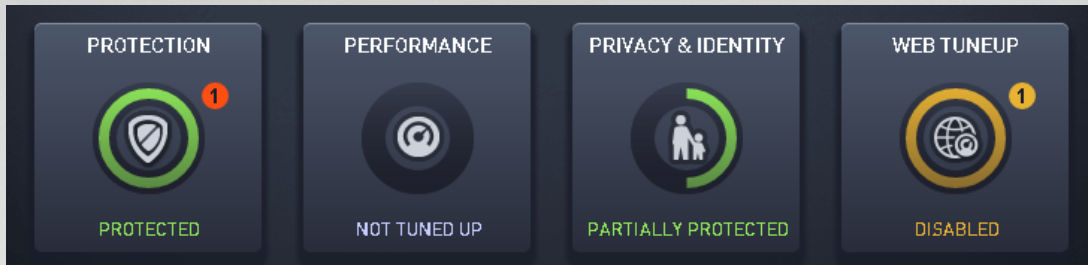 PROTECTION
1
PROTECTED
PERFORMANCE
NOT TUNED UP
PRIVACY & IDENTITY
PARTIALLY PROTECTED
WEB TUNEUP
1
DISABLED